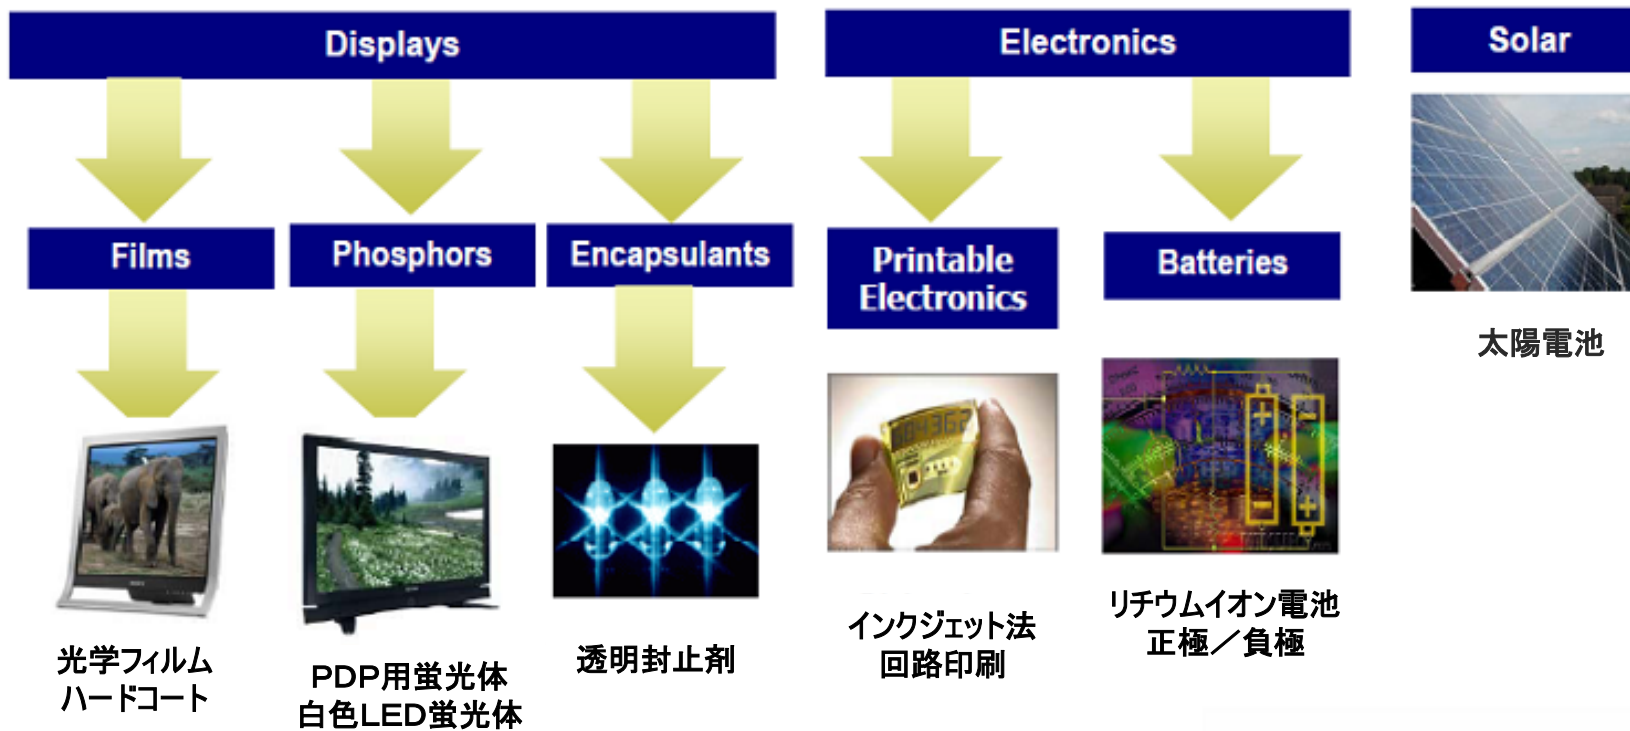 Displays
Electronics
Solar
Films
Phosphors
Encapsulants
Printable
Electronics
Batteries
太陽電池
光学フィルム
ハードコート
PDP用蛍光体
白色LED蛍光体
透明封止剤
インクジェット法
回路印刷
リチウムイオン電池
正極／負極